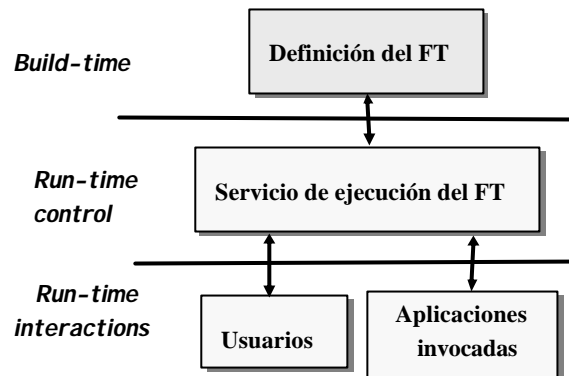 Build-time
Definición del FT
Run-time
control
Servicio de ejecución del FT
Run-time
interactions
Usuarios
Aplicaciones
invocadas